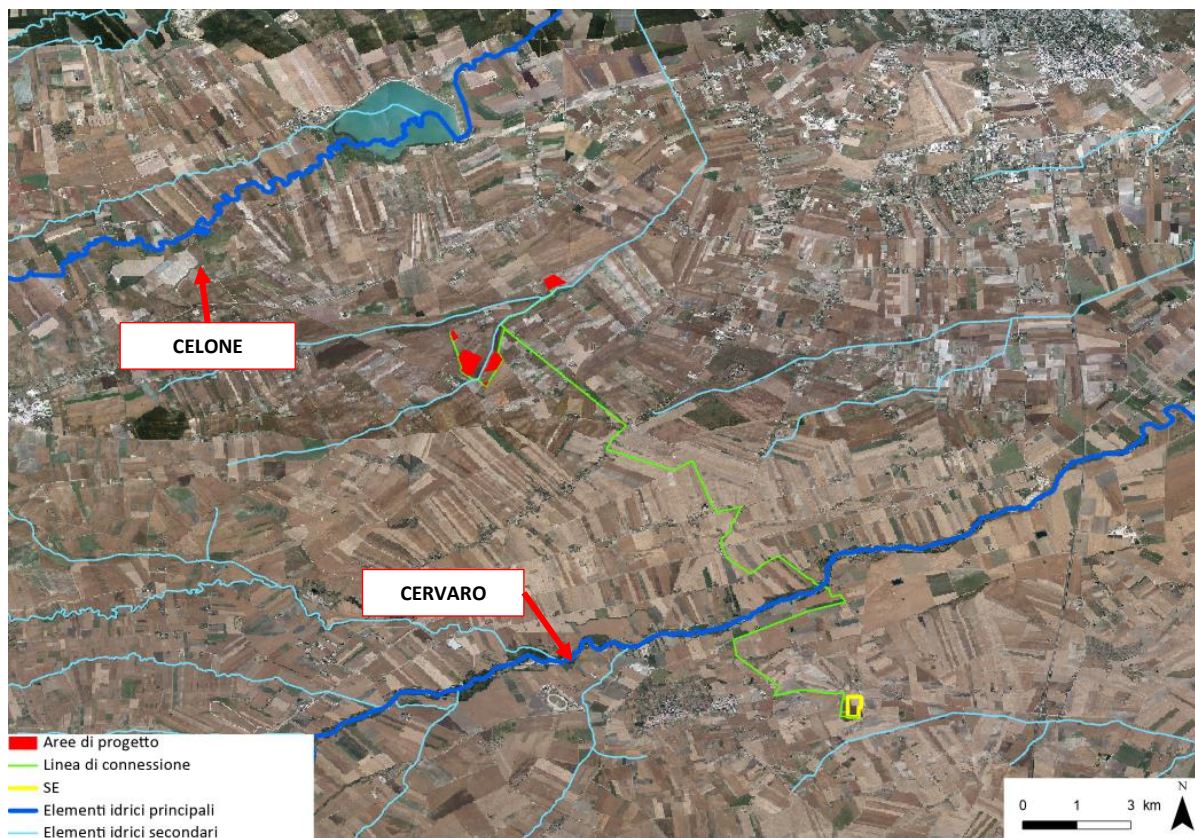 CELONE
CERVARO
Aree di progetto
Linea di connessione
SE
Elementi idrici principali
Elementi idrici secondari
0 1 3 km
N